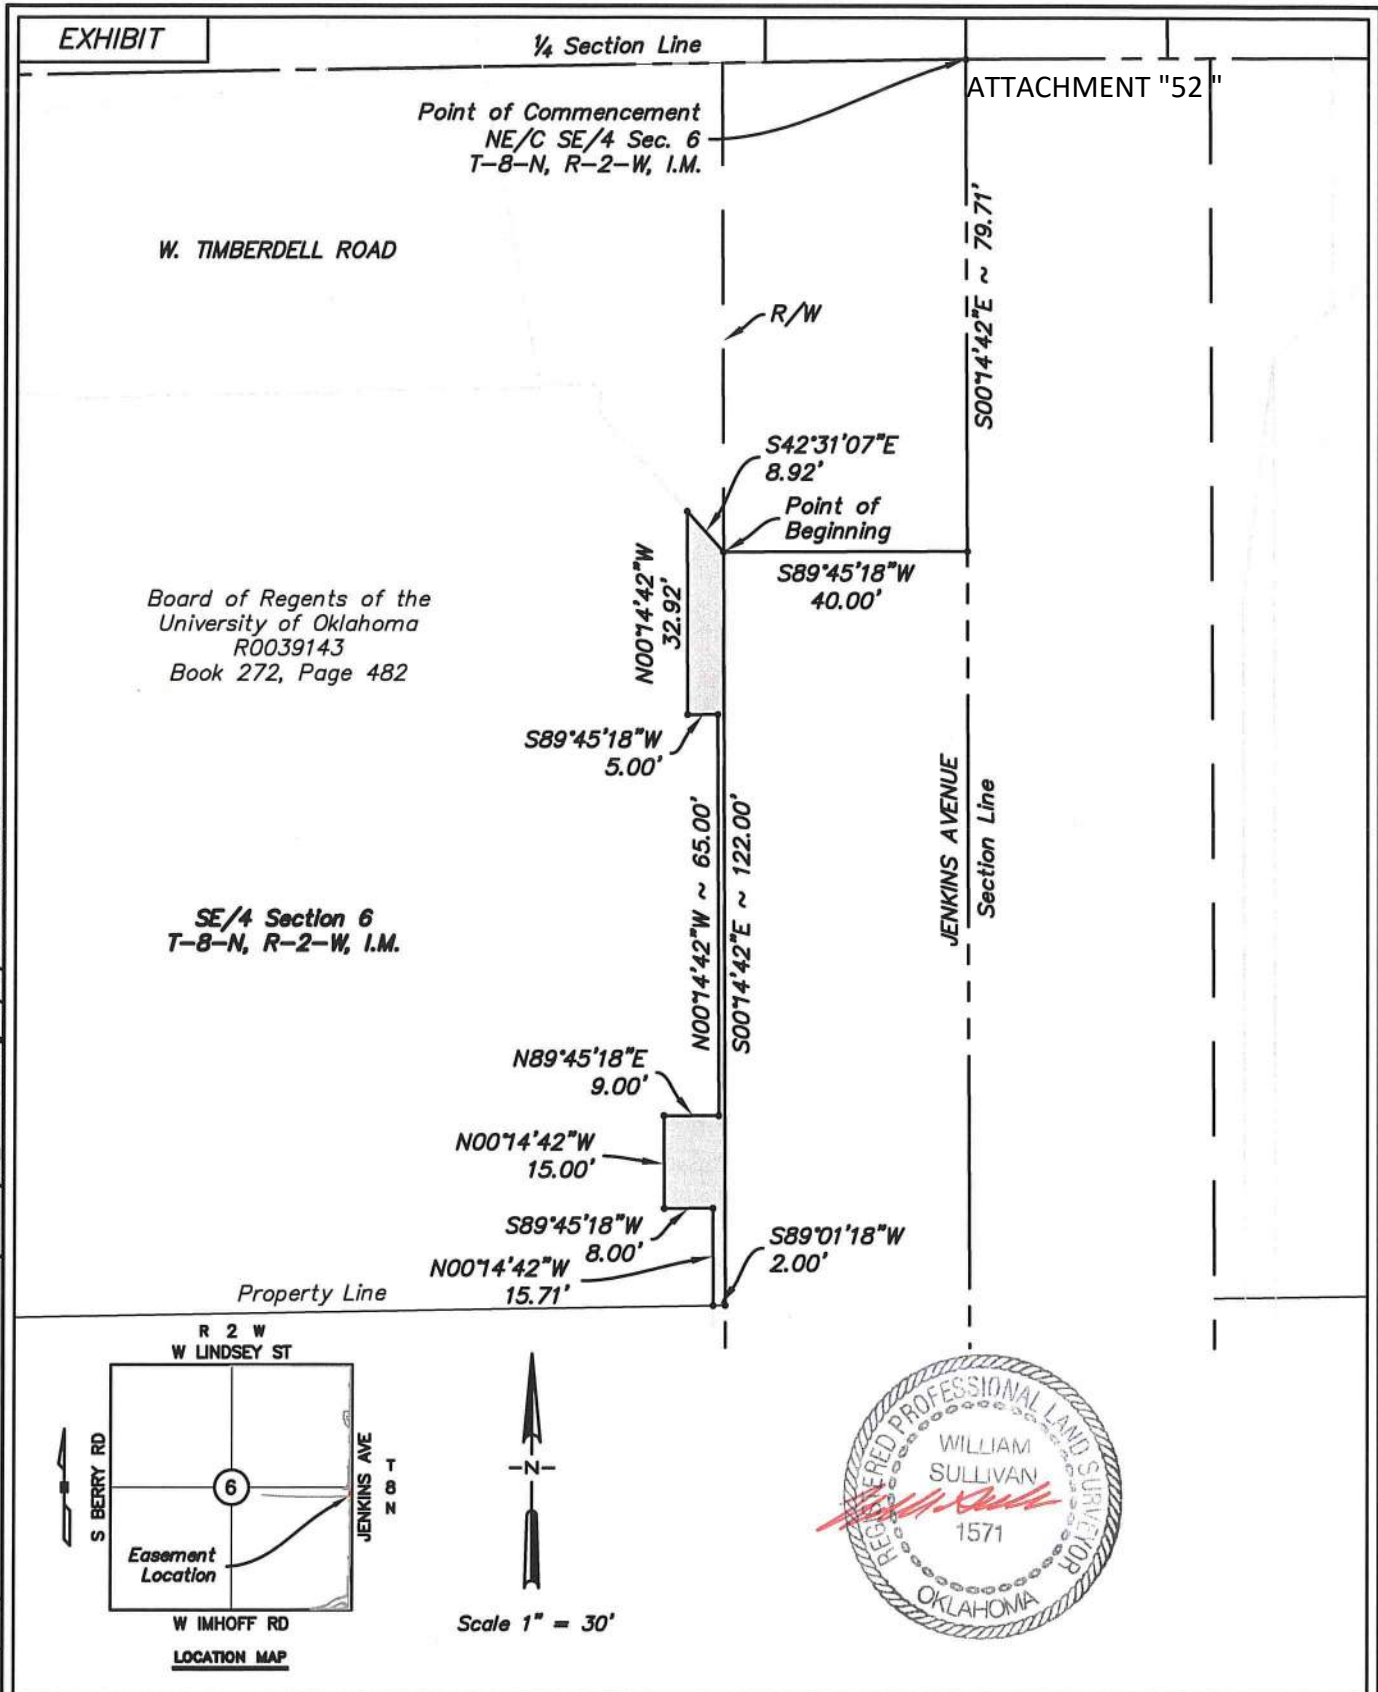 EXHIBIT
¼ Section Line
ATTACHMENT "52 "
Point of Commencement
NE/C SE/4 Sec. 6
T-8-N, R-2-W, I.M.
W. TIMBERDELL ROAD
S00°14'42"E ~ 79.71'
R/W
S42°31'07"E
8.92'
Point of
Beginning
S89°45'18"W
40.00'
N00°14'42"W
32.92'
Board of Regents of the
University of Oklahoma
R0039143
Book 272, Page 482
S89°45'18"W
5.00'
N00°14'42"W ~ 65.00'
S00°14'42"E ~ 122.00'
JENKINS AVENUE
Section Line
SE/4 Section 6
T-8-N, R-2-W, I.M.
N89°45'18"E
9.00'
N00°14'42"W
15.00'
S89°45'18"W
8.00'
N00°14'42"W
15.71'
S89°01'18"W
2.00'
Property Line
R 2 W
W LINDSEY ST
S BERRY RD
6
JENKINS AVE
T
8
N
Easement
Location
W IMHOFF RD
LOCATION MAP
-N-
Scale 1" = 30'
REGISTERED PROFESSIONAL LAND SURVEYOR
WILLIAM
SULLIVAN
1571
OKLAHOMA